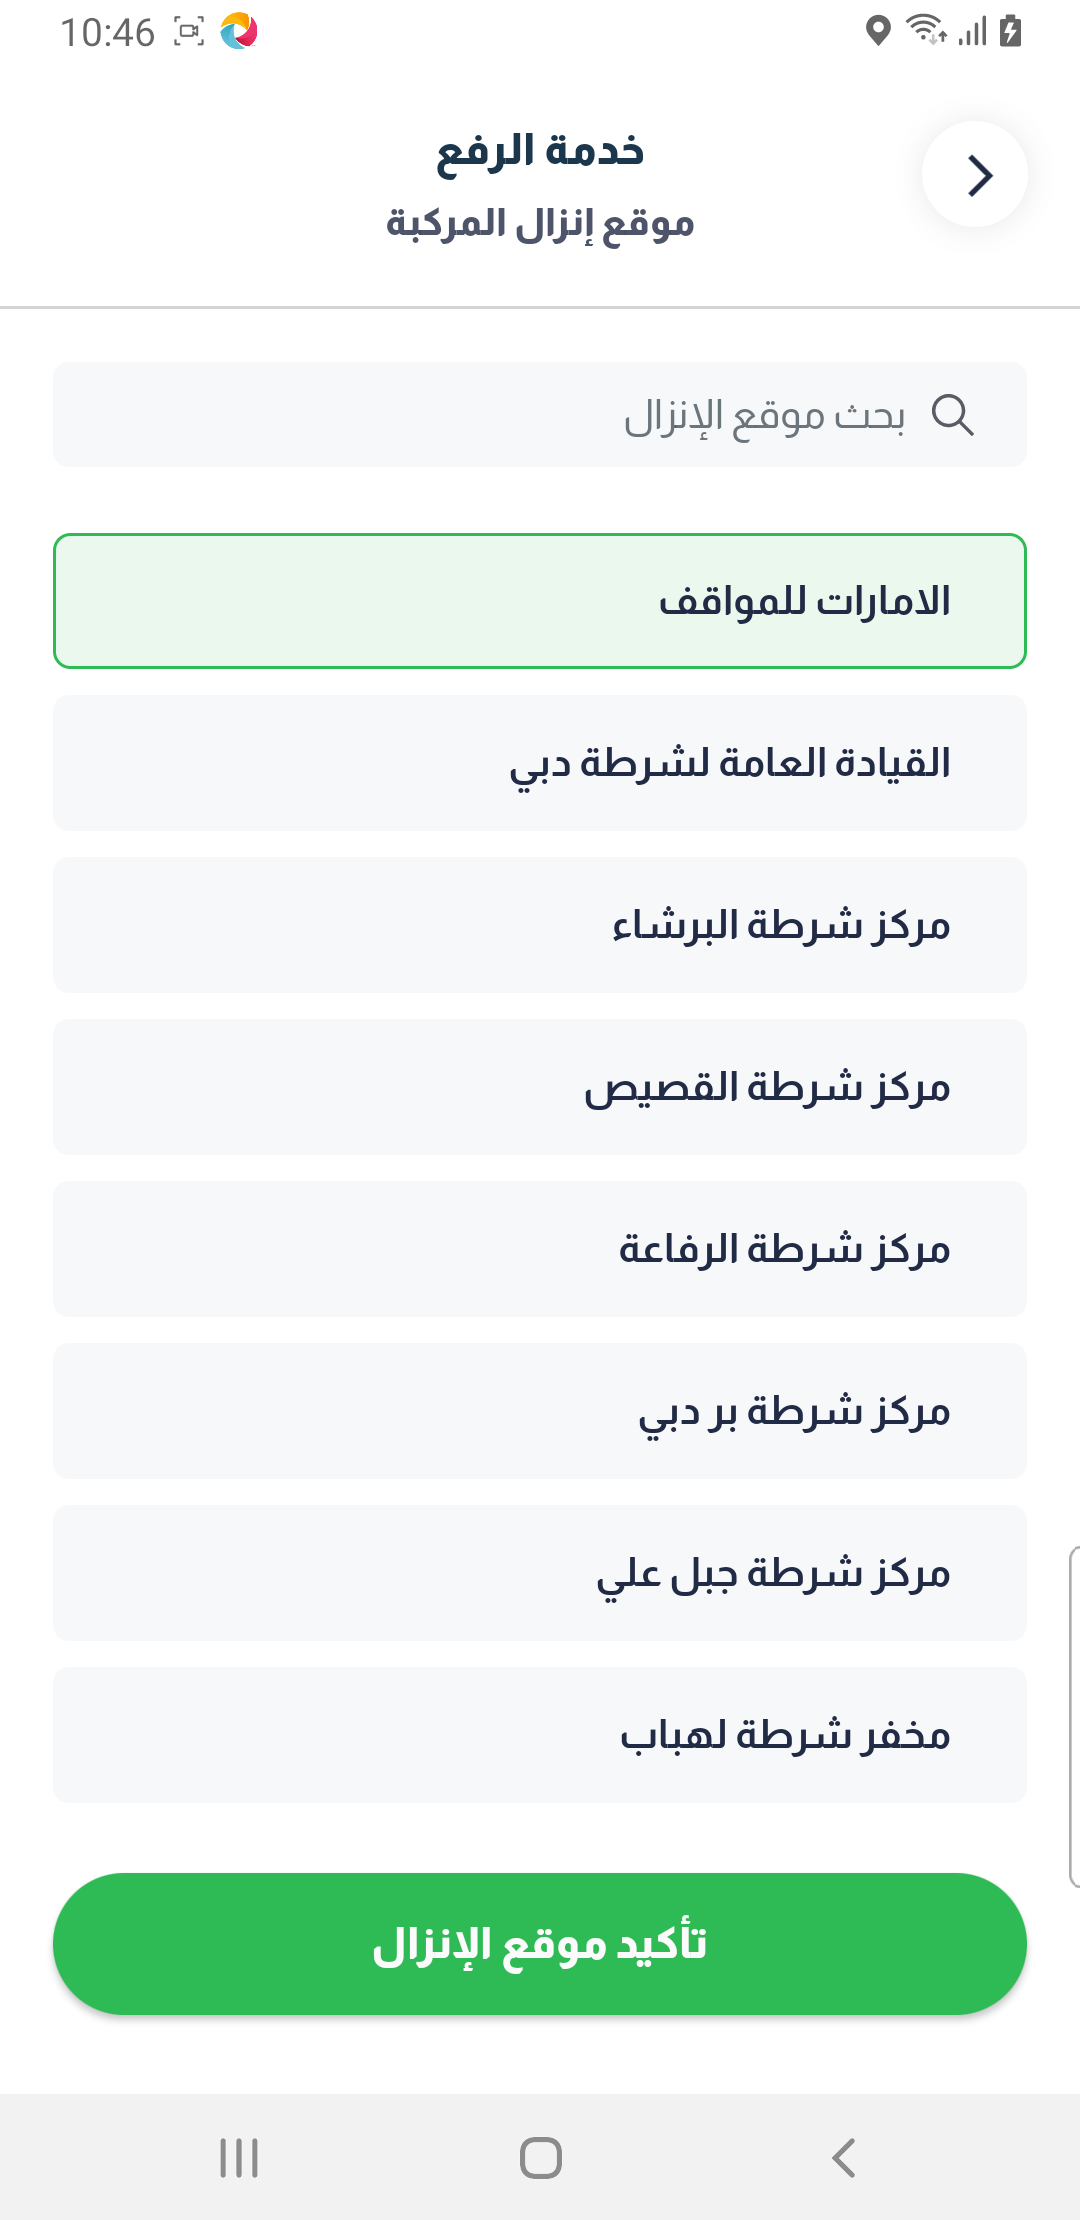 10:46
خدمة الرفع
موقع إنزال المركبة
بحث موقع الإنزال
الامارات للمواقف
القيادة العامة لشرطة دبي
مركز شرطة البرشاء
مركز شرطة القصيص
مركز شرطة الرفاعة
مركز شرطة بر دبي
مركز شرطة جبل علي
مخفر شرطة لهباب
تأكيد موقع الإنزال